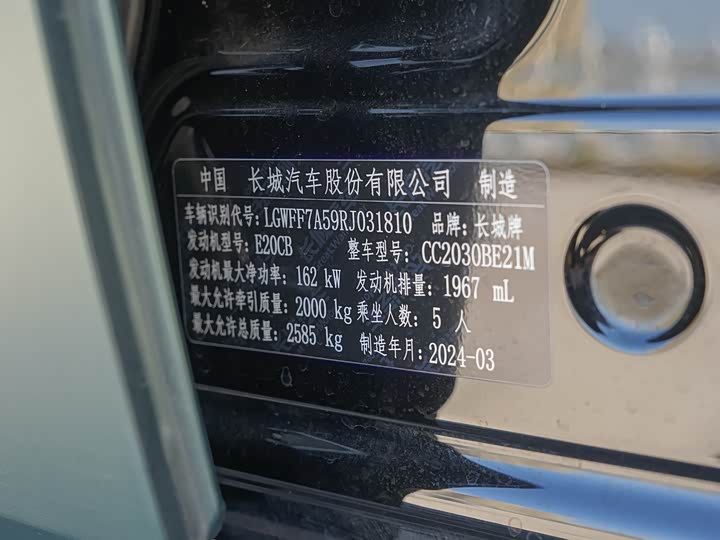 中国 长城汽车股份有限公司 制造
车辆识别代号: LGWFF7A59RJ031810 品牌: 长城牌
发动机型号: E20CB 整车型号: CC2030BE21M
发动机最大净功率: 162 kW 发动机排量: 1967 mL
最大允许牵引质量: 2000 kg 乘坐人数: 5 人
最大允许总质量: 2585 kg 制造年月: 2024-03